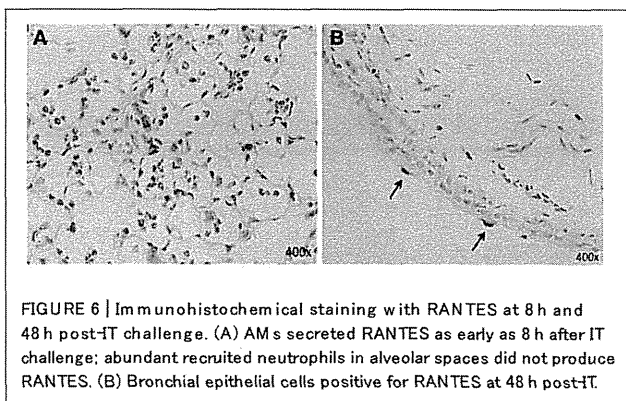 A
B
400x
400x
FIGURE 6 | Immunohistochemical staining with RANTES at 8 h and
48 h post-IT challenge. (A) AMs secreted RANTES as early as 8 h after IT
challenge; abundant recruited neutrophils in alveolar spaces did not produce
RANTES. (B) Bronchial epithelial cells positive for RANTES at 48 h post-IT.